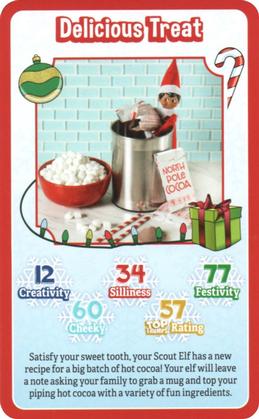 Delicious Treat
NORTH
POLE
COCOA
12
Creativity
34
Silliness
77
Festivity
60
Cheeky
57
TOP TRUMPS Rating
Satisfy your sweet tooth, your Scout Elf has a new
recipe for a big batch of hot cocoa! Your elf will leave
a note asking your family to grab a mug and top your
piping hot cocoa with a variety of fun ingredients.